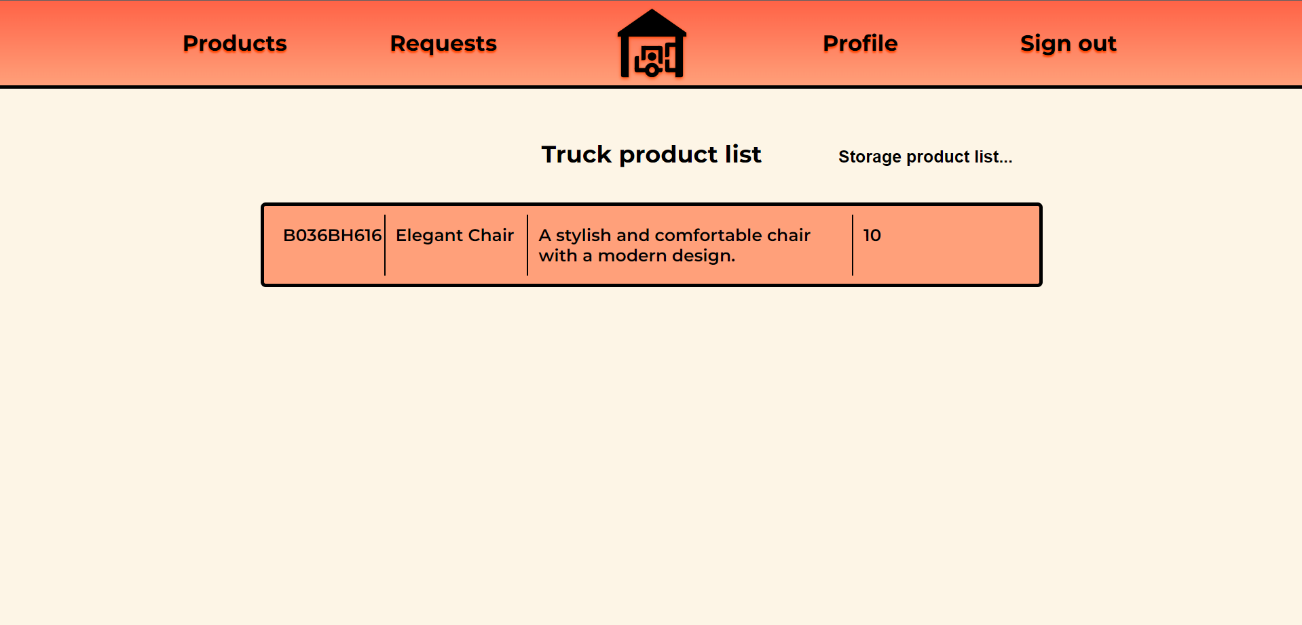 Products Requests Profile Sign out
Truck product list Storage product list...
B036BH616 Elegant Chair A stylish and comfortable chair 10
with a modern design.